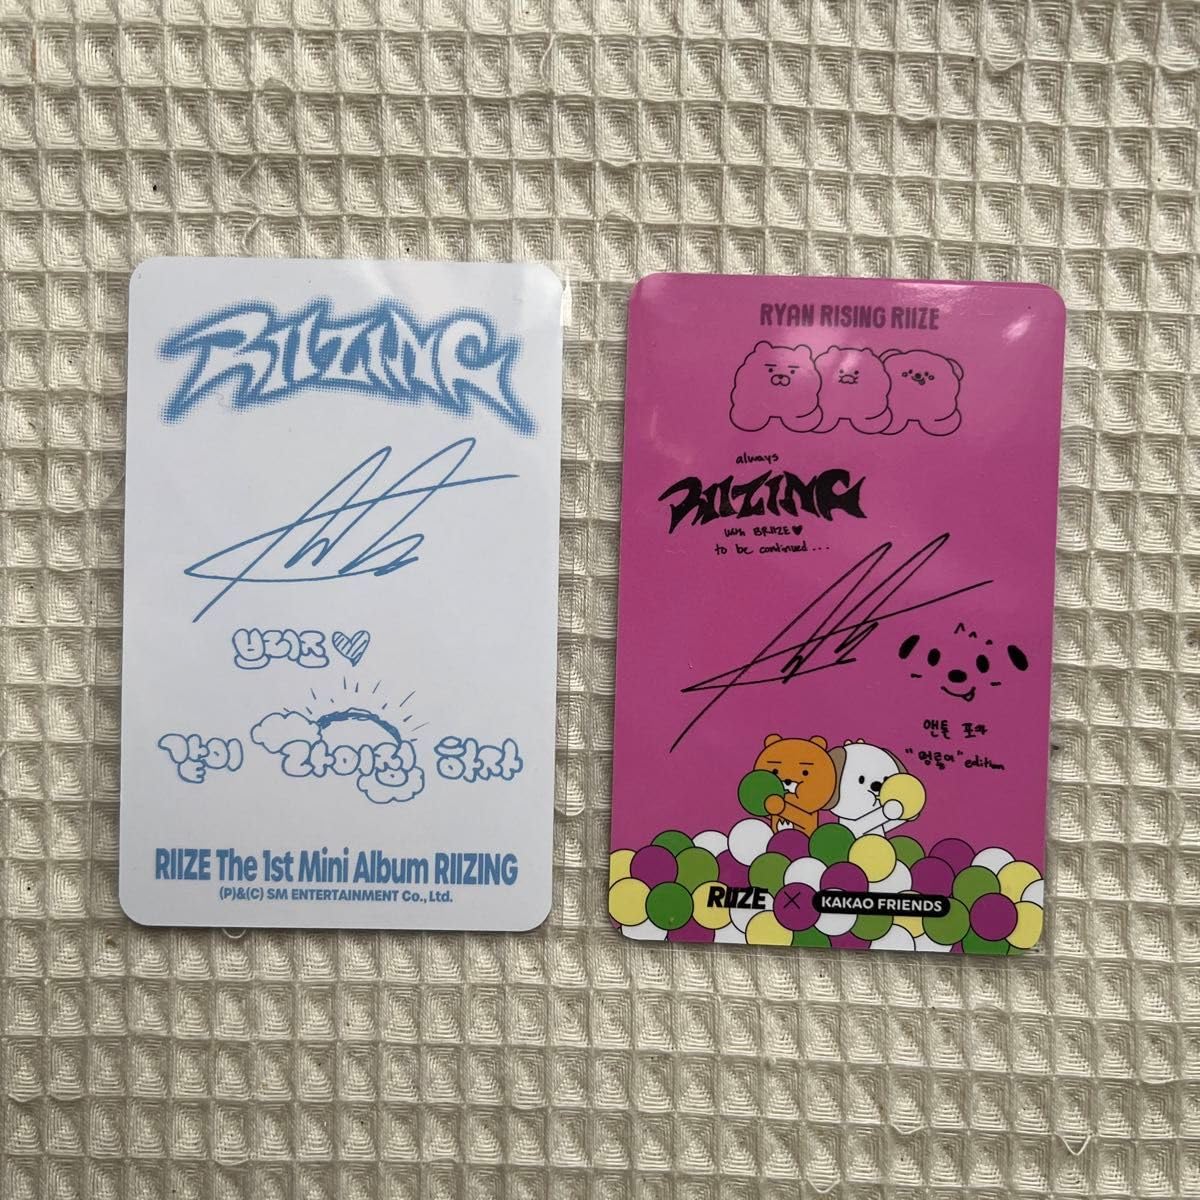 RIIZING
브리즈♡
같이 라이징 하자
RIIZE The 1st Mini Album RIIZING
(P)&(C) SM ENTERTAINMENT Co., Ltd.
RYAN RISING RIIZE
always
RIIZING
with BRIIZE♥
to be continued...
앤톤 포카
"멍룡이" edition
RIIZE × KAKAO FRIENDS